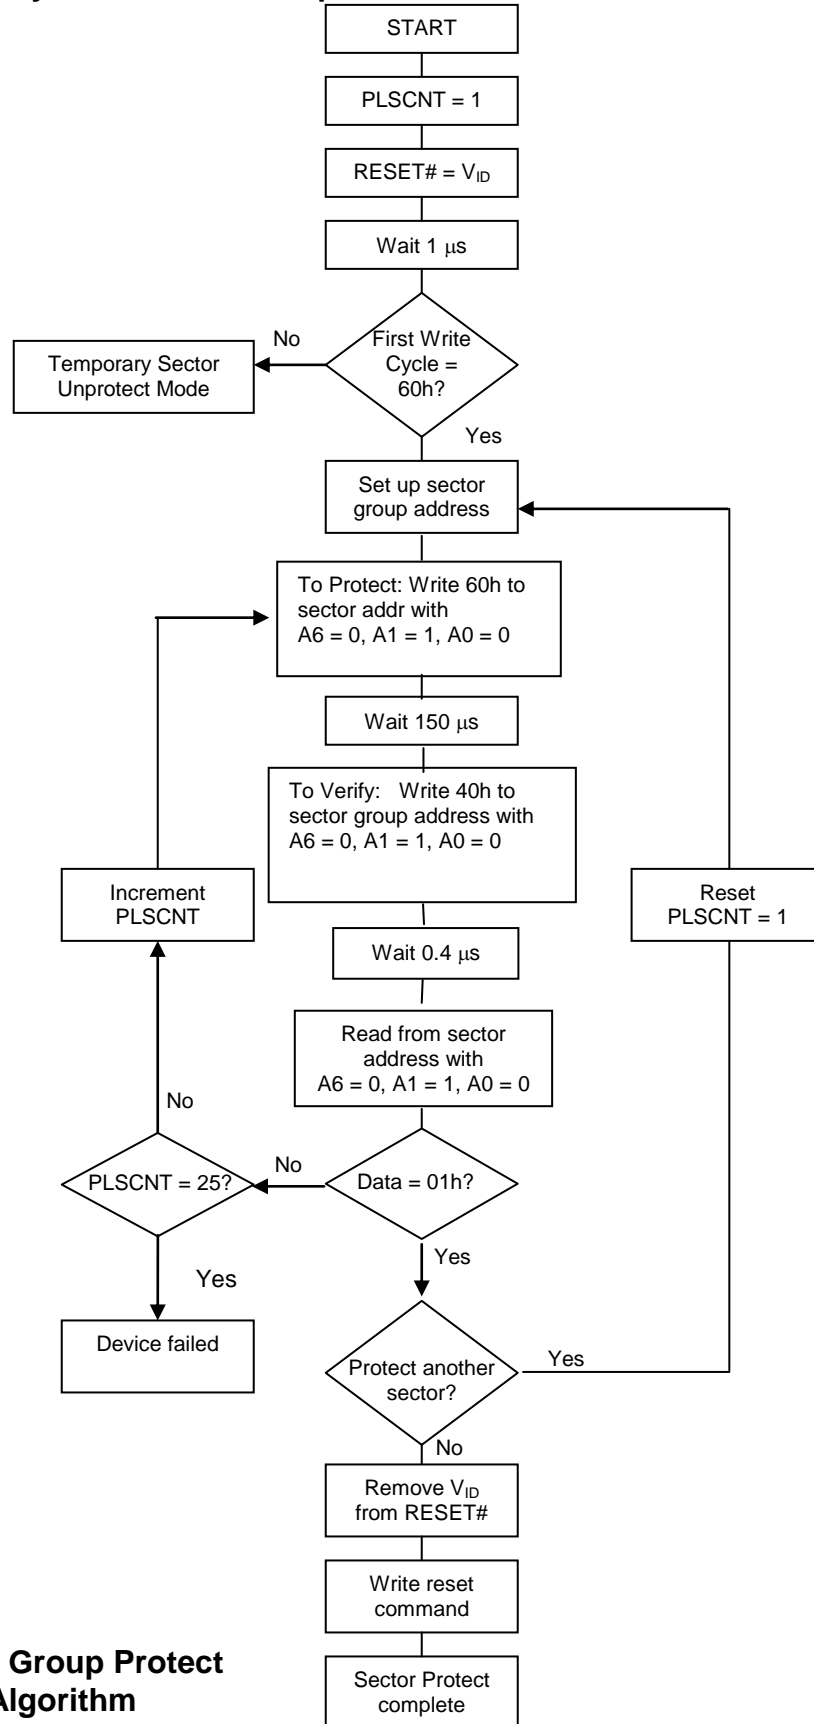 START
PLSCNT = 1
RESET# = VID
Wait 1 μs
First Write
Cycle =
60h?
No
Temporary Sector
Unprotect Mode
Yes
Set up sector
group address
To Protect: Write 60h to
sector addr with
A6 = 0, A1 = 1, A0 = 0
Wait 150 μs
To Verify: Write 40h to
sector group address with
A6 = 0, A1 = 1, A0 = 0
Increment
PLSCNT
Reset
PLSCNT = 1
Wait 0.4 μs
Read from sector
address with
A6 = 0, A1 = 1, A0 = 0
No
PLSCNT = 25?
No
Data = 01h?
Yes
Yes
Device failed
Protect another
sector?
Yes
No
Remove VID
from RESET#
Write reset
command
Group Protect
Algorithm
Sector Protect
complete